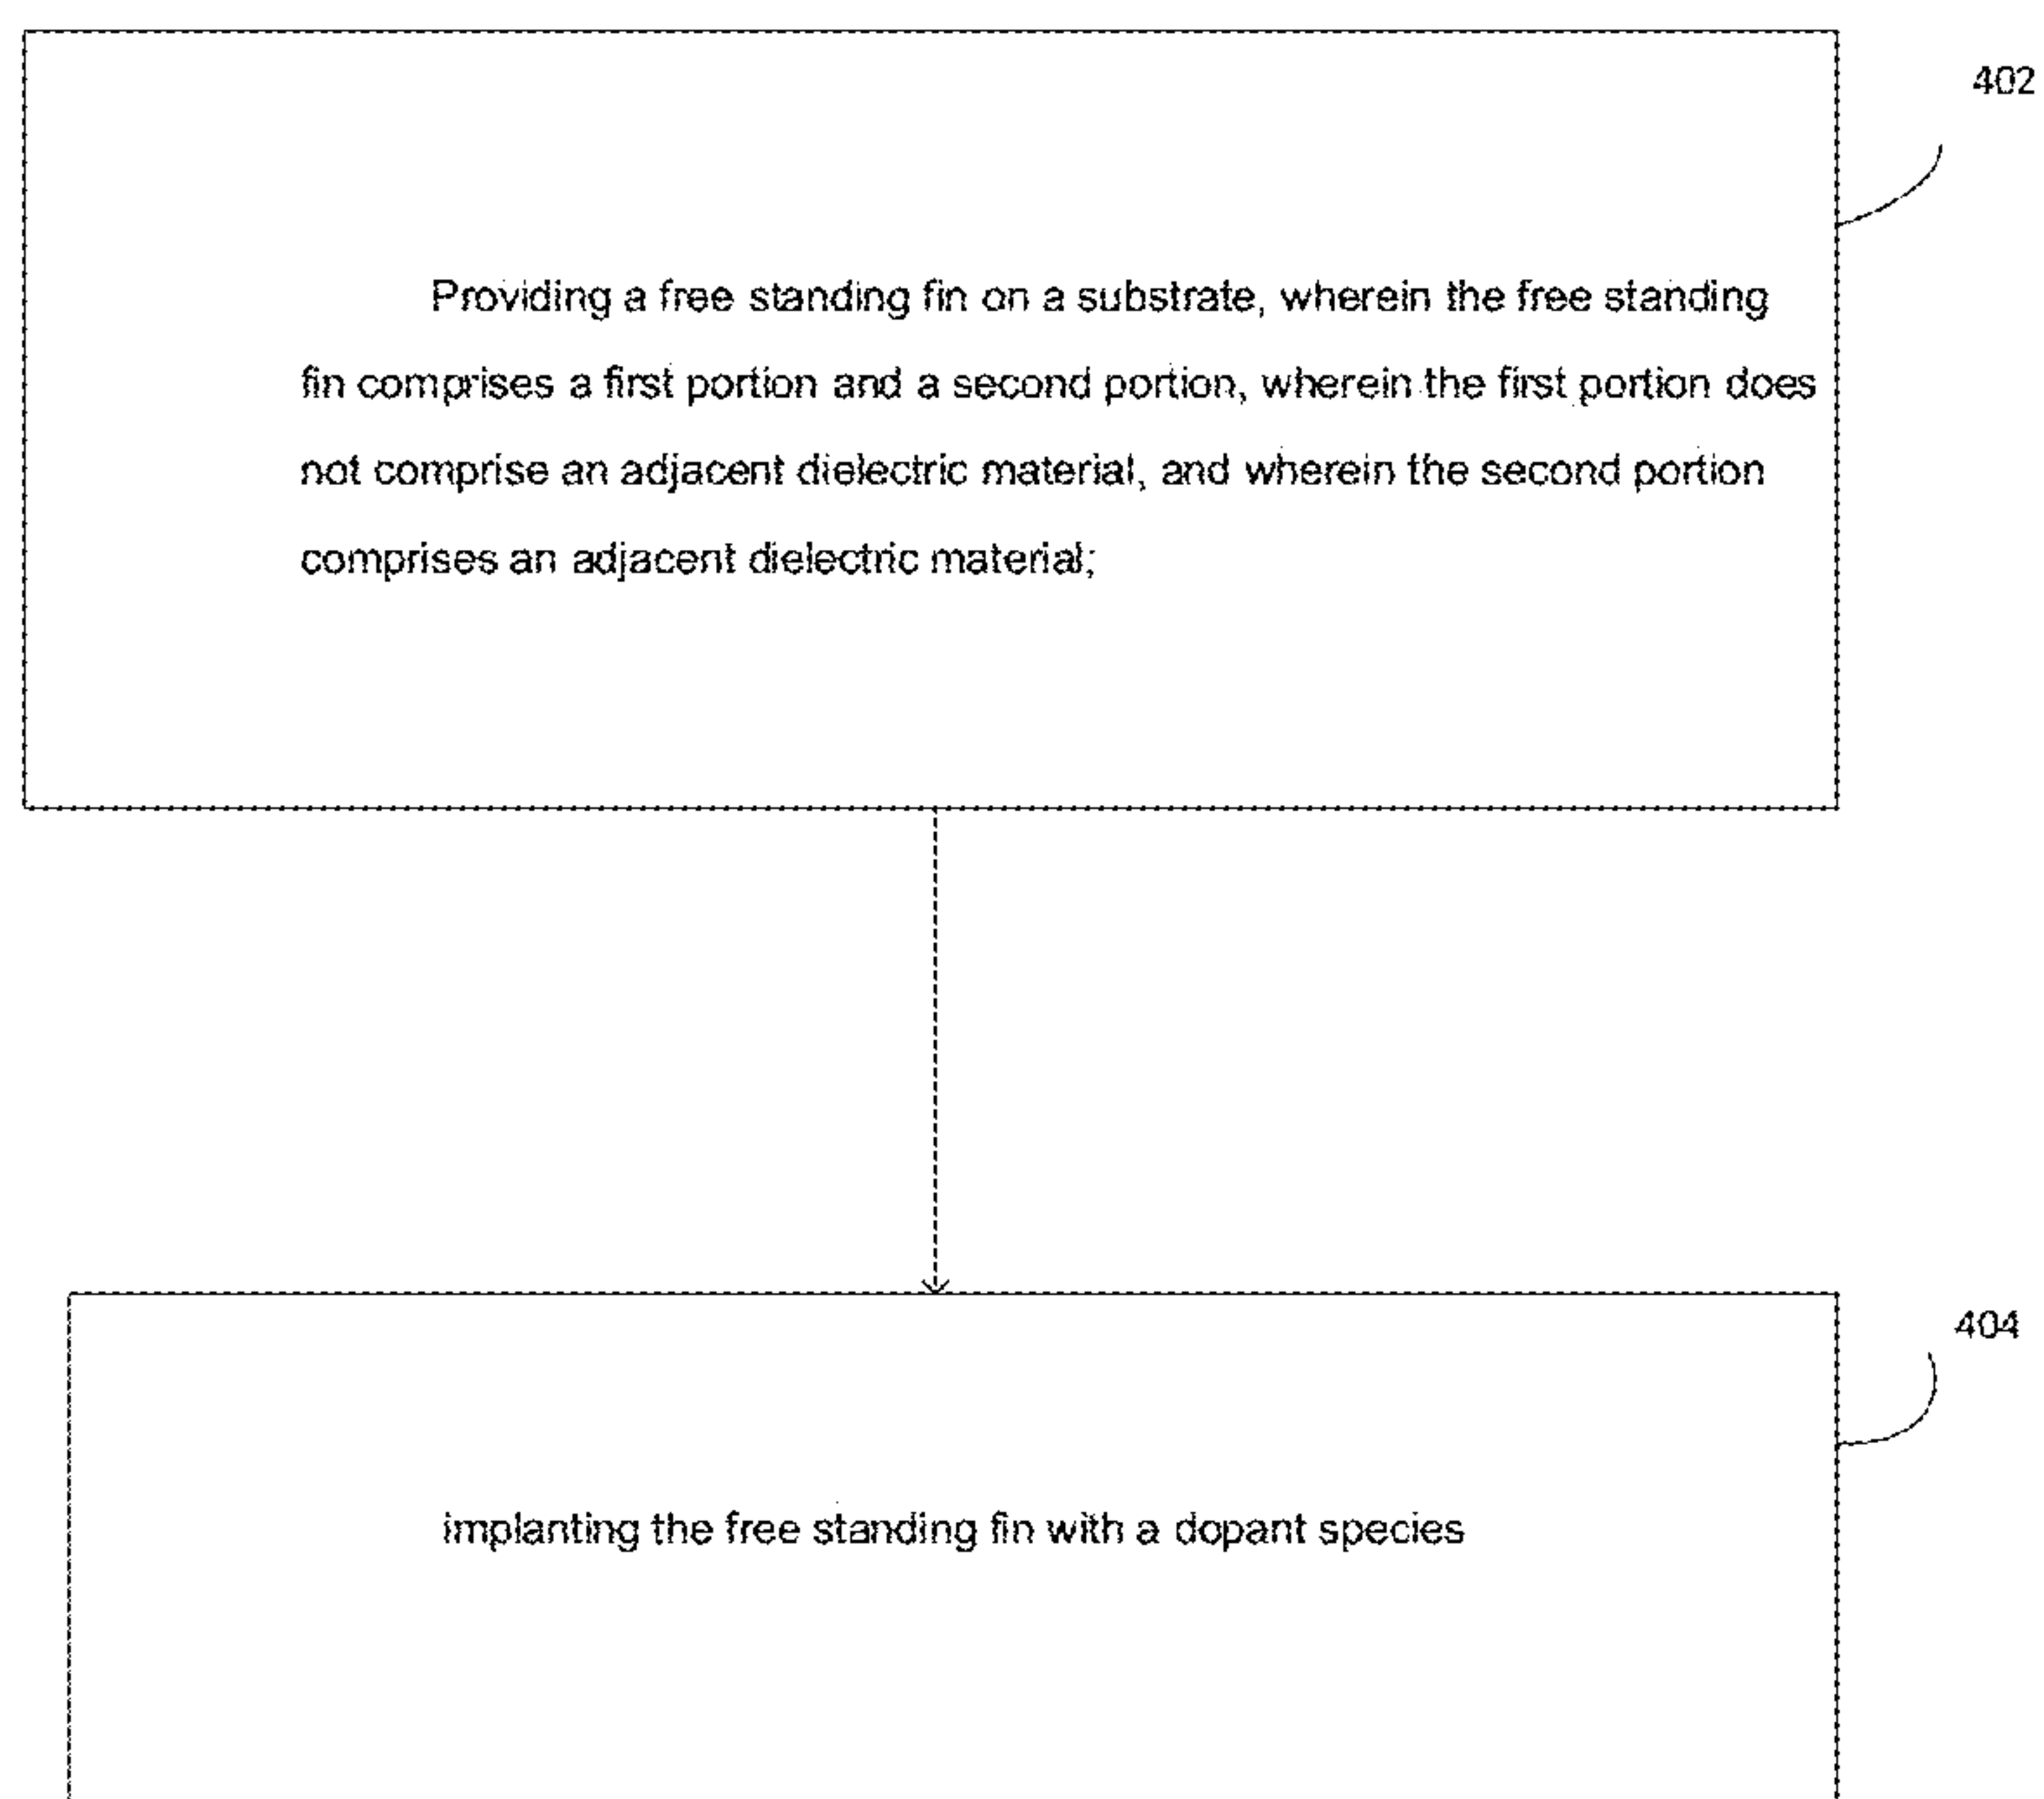 402
Providing a free standing fin on a substrate, wherein the free standing
fin comprises a first portion and a second portion, wherein the first portion does
not comprise an adjacent dielectric material, and wherein the second portion
comprises an adjacent dielectric material;
404
implanting the free standing fin with a dopant species